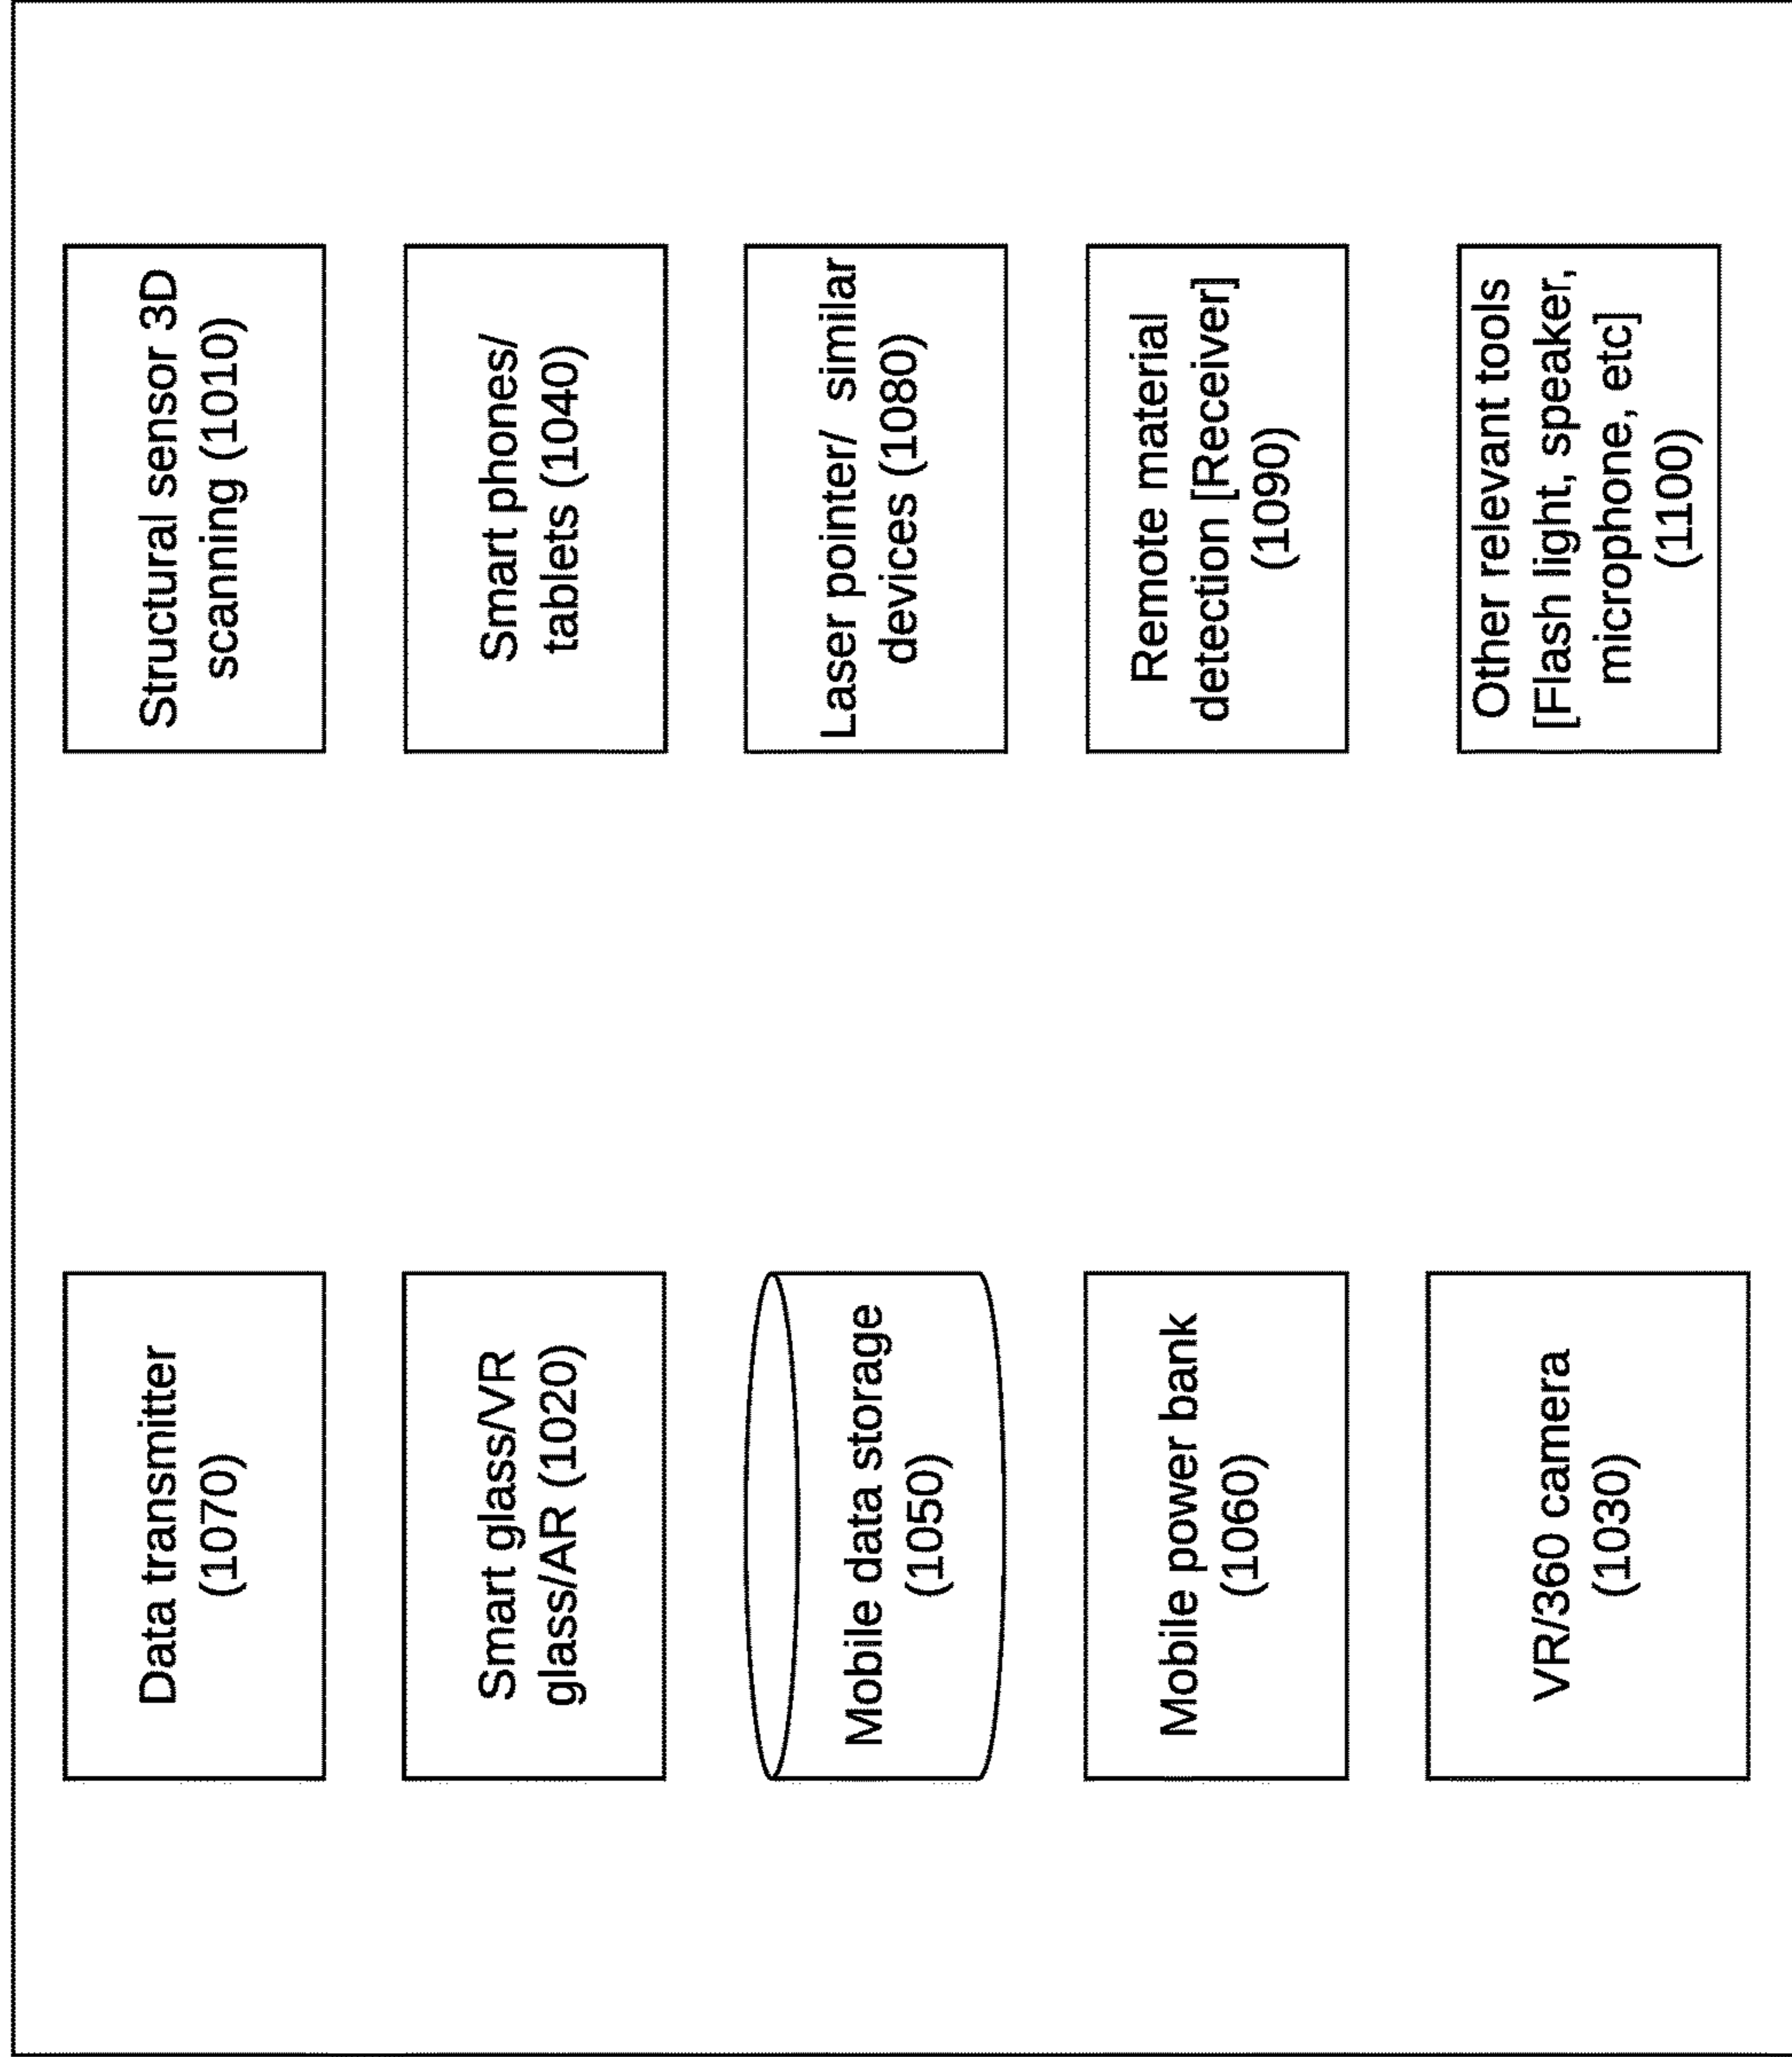 Data transmitter
(1070)
Structural sensor 3D
scanning (1010)
Smart glass/VR
glass/AR (1020)
Smart phones/
tablets (1040)
Mobile data storage
(1050)
Laser pointer/ similar
devices (1080)
Mobile power bank
(1060)
Remote material
detection [Receiver]
(1090)
VR/360 camera
(1030)
Other relevant tools
[Flash light, speaker,
microphone, etc]
(1100)